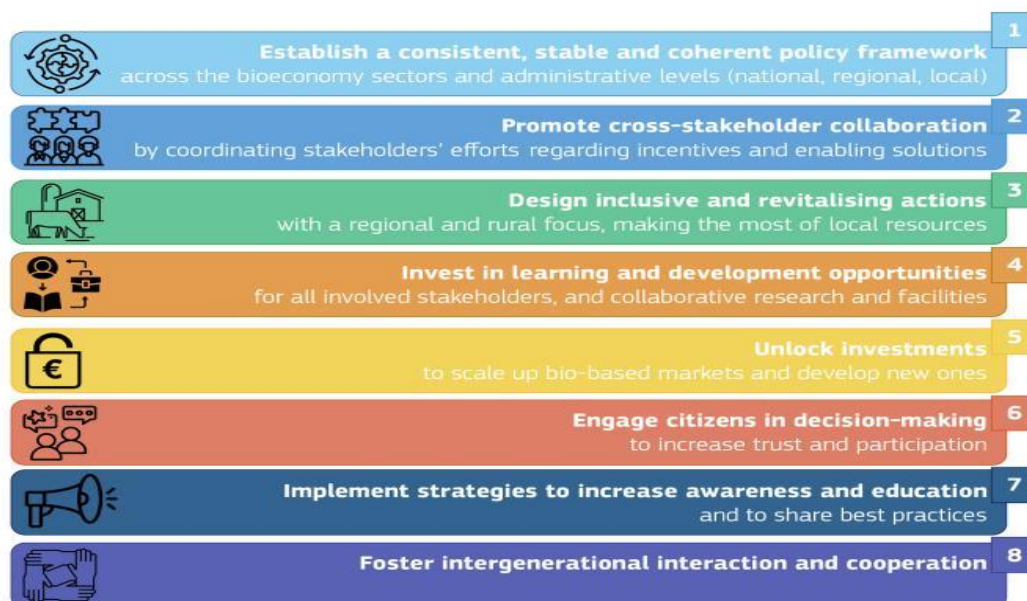 1
Establish a consistent, stable and coherent policy framework
across the bioeconomy sectors and administrative levels (national, regional, local)
2
Promote cross-stakeholder collaboration
by coordinating stakeholders' efforts regarding incentives and enabling solutions
3
Design inclusive and revitalising actions
with a regional and rural focus, making the most of local resources
4
Invest in learning and development opportunities
for all involved stakeholders, and collaborative research and facilities
5
Unlock investments
to scale up bio-based markets and develop new ones
€
6
Engage citizens in decision-making
to increase trust and participation
7
Implement strategies to increase awareness and education
and to share best practices
8
Foster intergenerational interaction and cooperation